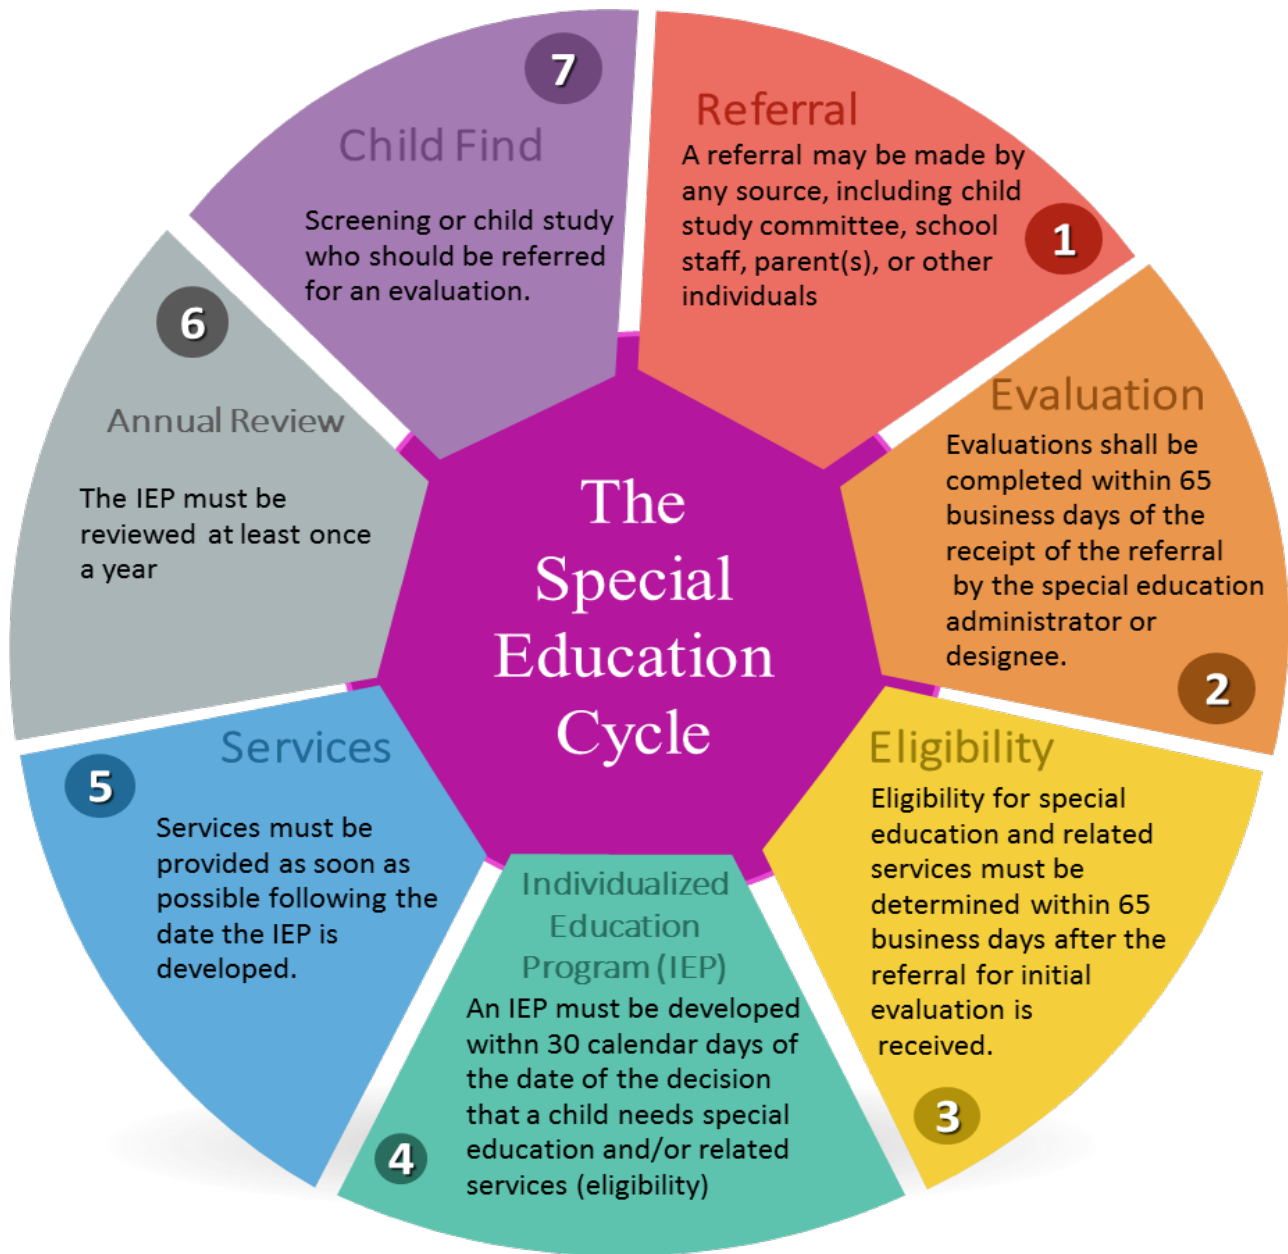 The
Special
Education
Cycle
1
Referral
A referral may be made by
any source, including child
study committee, school
staff, parent(s), or other
individuals
2
Evaluation
Evaluations shall be
completed within 65
business days of the
receipt of the referral
by the special education
administrator or
designee.
3
Eligibility
Eligibility for special
education and related
services must be
determined within 65
business days after the
referral for initial
evaluation is
received.
4
Individualized
Education
Program (IEP)
An IEP must be developed
withn 30 calendar days of
the date of the decision
that a child needs special
education and/or related
services (eligibility)
5
Services
Services must be
provided as soon as
possible following the
date the IEP is
developed.
6
Annual Review
The IEP must be
reviewed at least once
a year
7
Child Find
Screening or child study
who should be referred
for an evaluation.